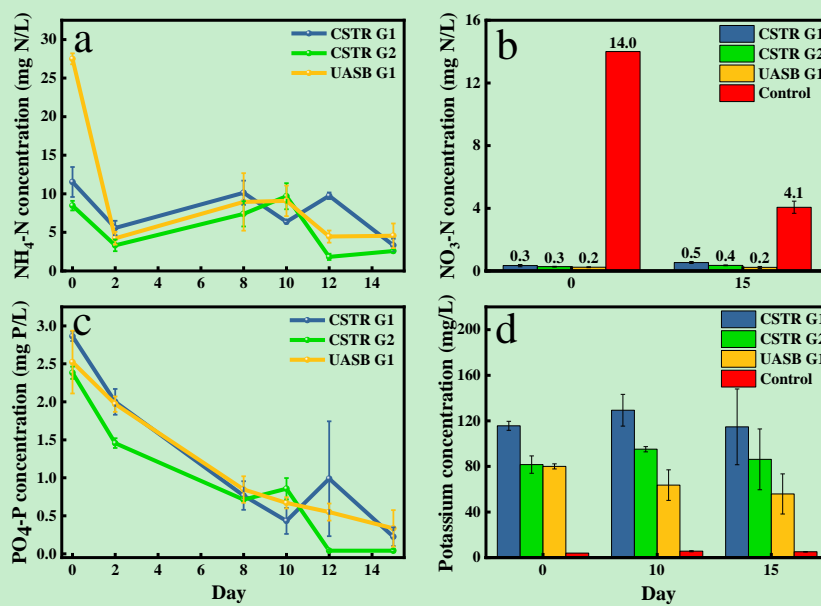 a
CSTR G1
CSTR G2
UASB G1
NH4-N concentration (mg N/L)
30
25
20
15
10
5
0
0 2 4 6 8 10 12 14
b
CSTR G1
CSTR G2
UASB G1
Control
NO3-N concentration (mg N/L)
16
12
8
4
0
0.3 0.3 0.2 14.0
0.5 0.4 0.2 4.1
0 15
c
CSTR G1
CSTR G2
UASB G1
PO4-P concentration (mg P/L)
3.0
2.5
2.0
1.5
1.0
0.5
0.0
0 2 4 6 8 10 12 14
Day
d
CSTR G1
CSTR G2
UASB G1
Control
Potassium concentration (mg/L)
200
160
120
80
40
0
0 10 15
Day